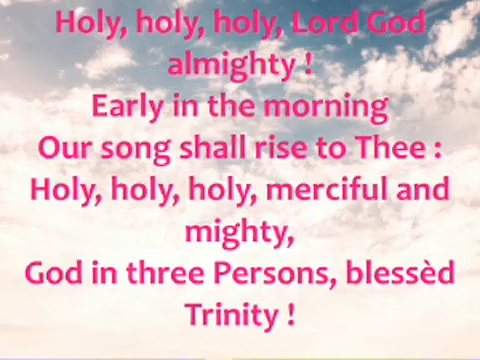 Holy, holy, holy, Lord God
almighty !
Early in the morning
Our song shall rise to Thee :
Holy, holy, holy, merciful and
mighty,
God in three Persons, blessèd
Trinity !